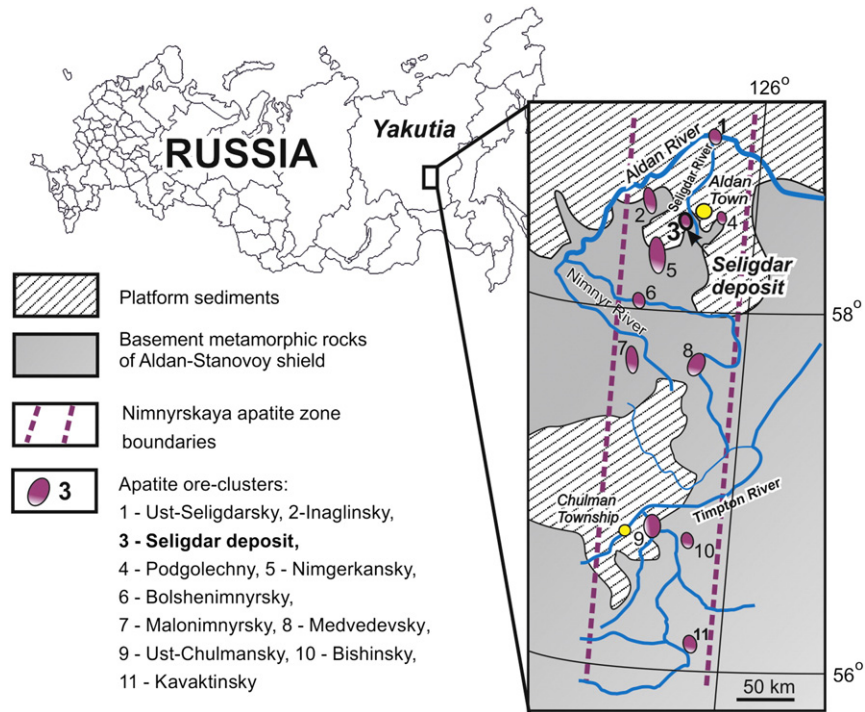 RUSSIA
Yakutia
126°
1
Aldan River
Seligdar River
Aldan
Town
2
3
4
Seligdar
deposit
5
6
58°
Nimnyr River
7
8
Chulman
Township
Timpton River
9
10
11
56°
50 km
Platform sediments
Basement metamorphic rocks
of Aldan-Stanovoy shield
Nimnyrskaya apatite zone
boundaries
3
Apatite ore-clusters:
1 - Ust-Seligdarsky, 2-Inaglinsky,
3 - Seligdar deposit,
4 - Podgolechny, 5 - Nimgerkansky,
6 - Bolshenimnyrsky,
7 - Malonimnyrsky, 8 - Medvedevsky,
9 - Ust-Chulmansky, 10 - Bishinsky,
11 - Kavaktinsky